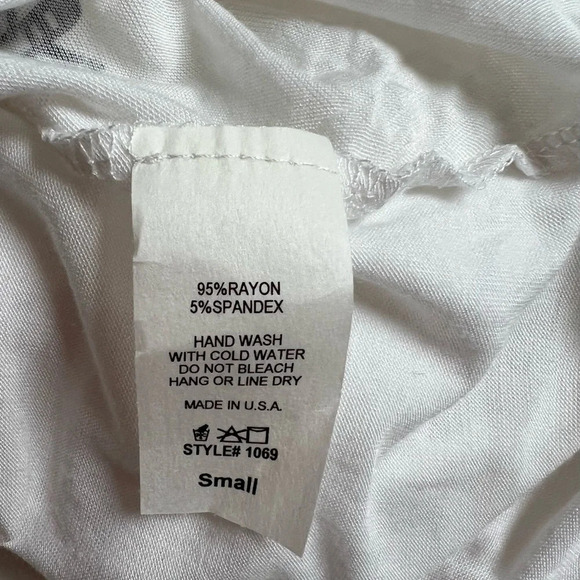 95%RAYON
5%SPANDEX
HAND WASH
WITH COLD WATER
DO NOT BLEACH
HANG OR LINE DRY
MADE IN U.S.A.
STYLE# 1069
Small